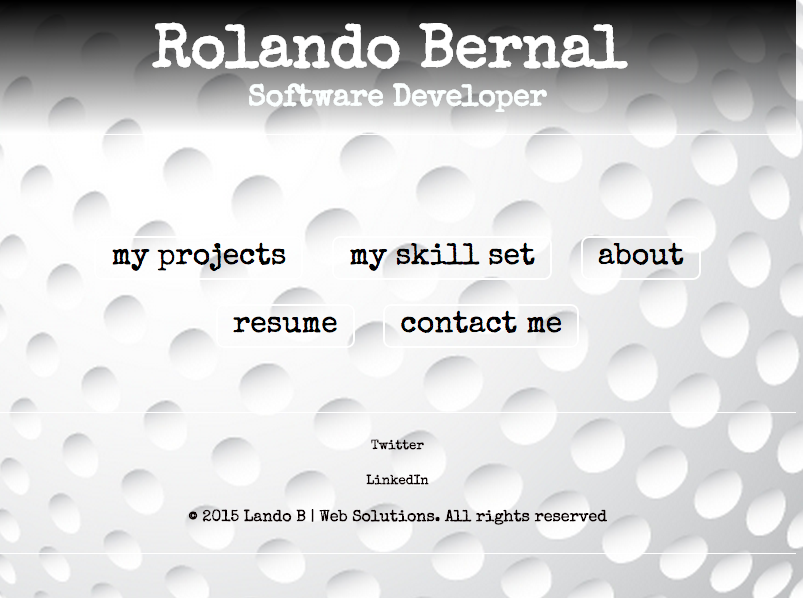 Rolando Bernal
Software Developer
my projects my skill set about
resume contact me
Twitter
LinkedIn
© 2015 Lando B | Web Solutions. All rights reserved